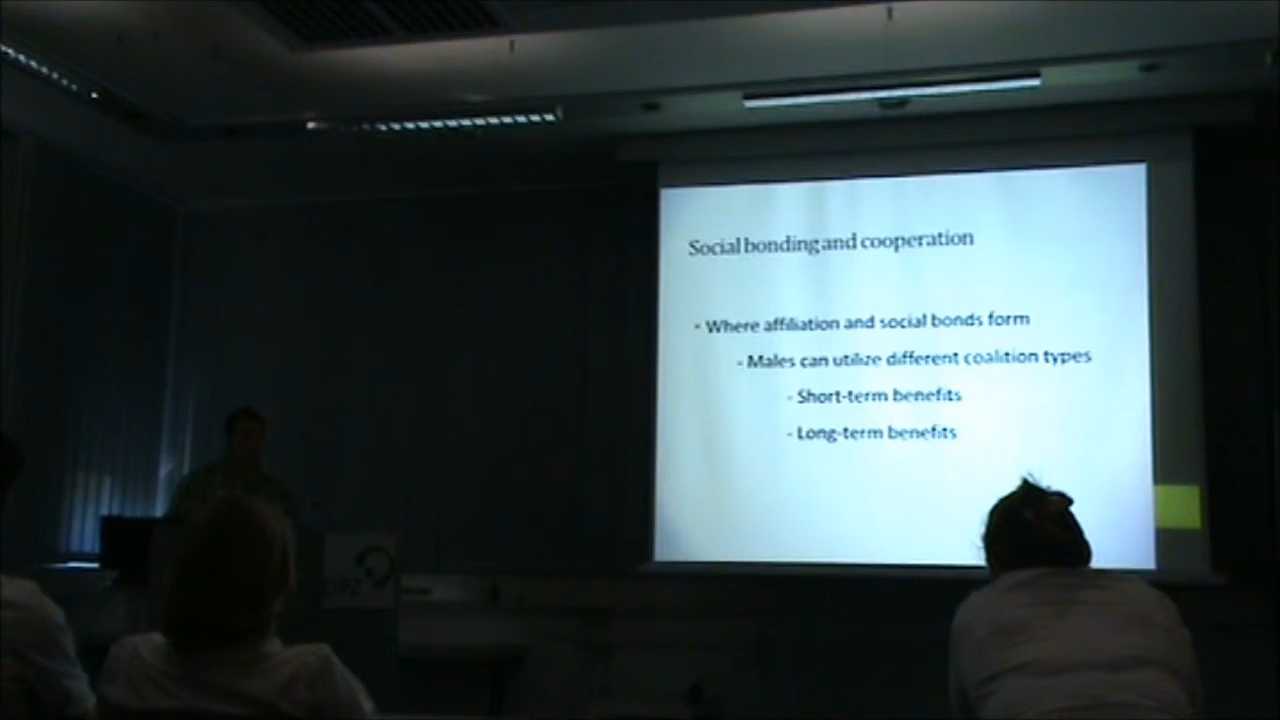 Social bonding and cooperation
• Where affiliation and social bonds form
- Males can utilize different coalition types
- Short-term benefits
- Long-term benefits